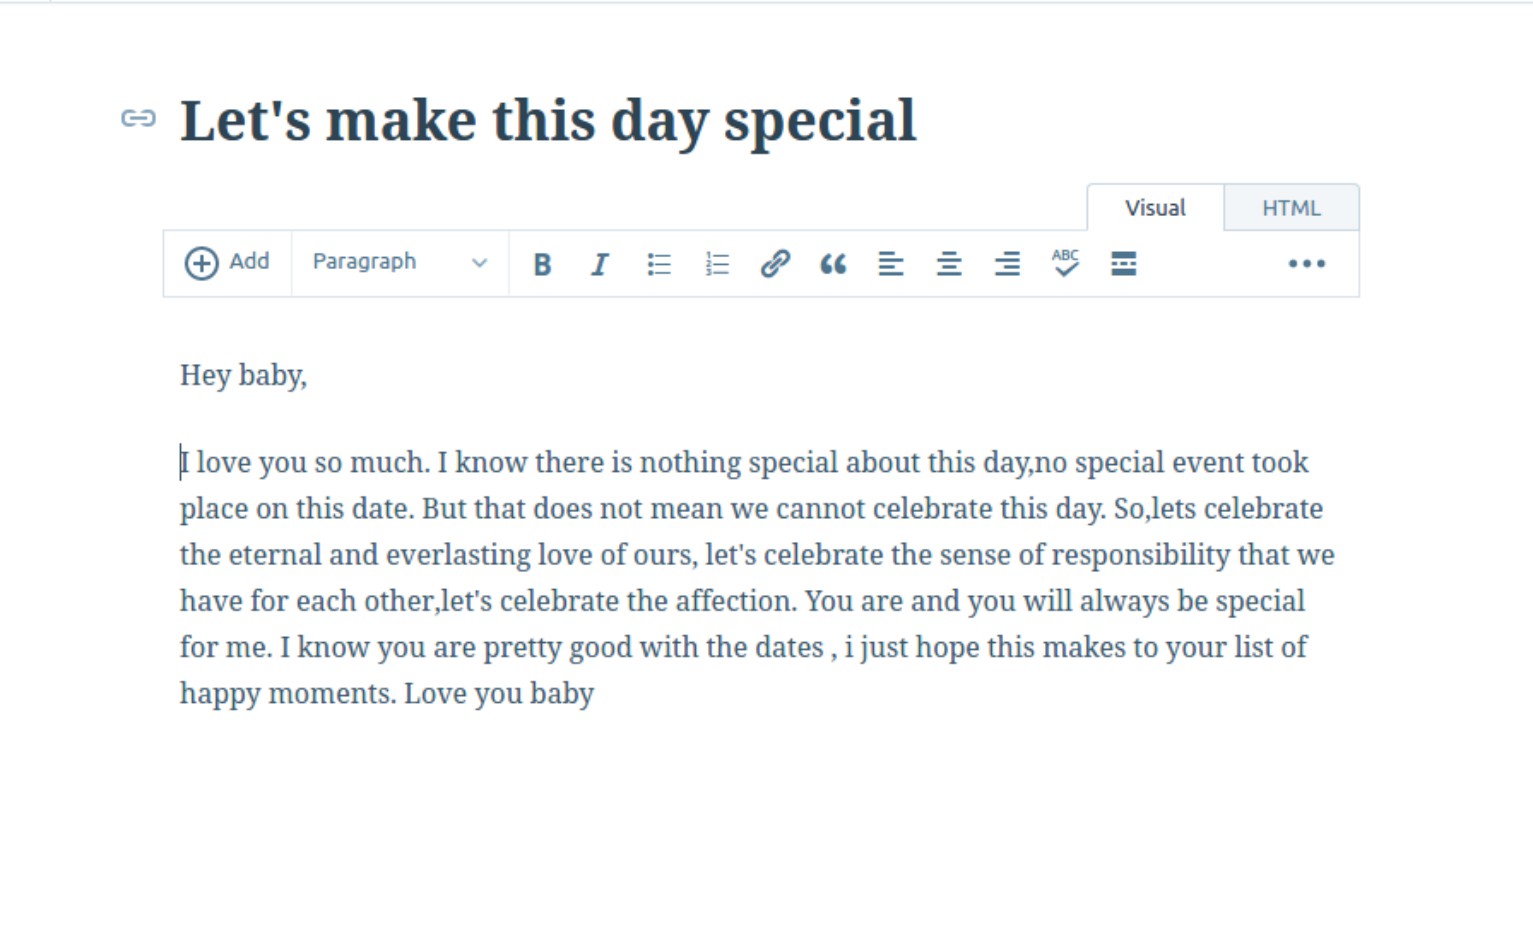 Let's make this day special
Visual HTML
Add Paragraph B I ABC
Hey baby,
I love you so much. I know there is nothing special about this day,no special event took
place on this date. But that does not mean we cannot celebrate this day. So,lets celebrate
the eternal and everlasting love of ours, let's celebrate the sense of responsibility that we
have for each other,let's celebrate the affection. You are and you will always be special
for me. I know you are pretty good with the dates , i just hope this makes to your list of
happy moments. Love you baby